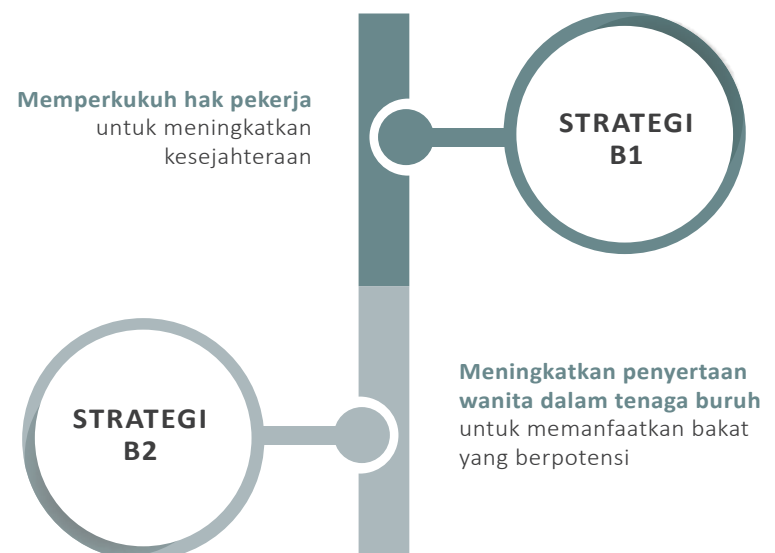 Memperkukuh hak pekerja
untuk meningkatkan
kesejahteraan
STRATEGI
B1
STRATEGI
B2
Meningkatkan penyertaan
wanita dalam tenaga buruh
untuk memanfaatkan bakat
yang berpotensi